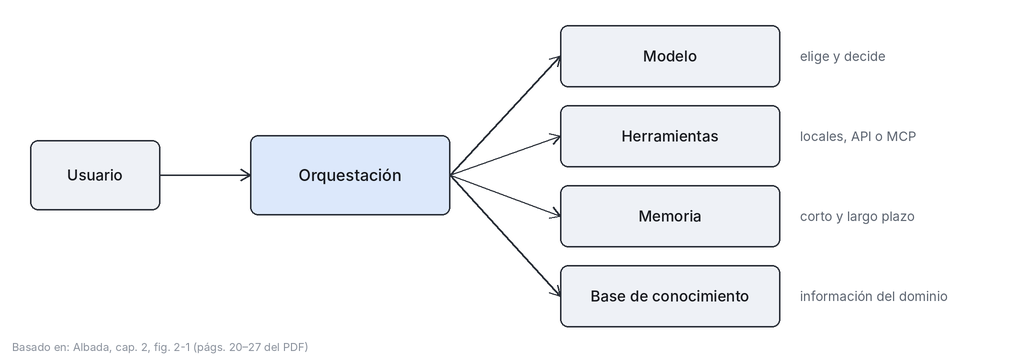 Modelo
elige y decide
Herramientas
locales, API o MCP
Usuario
Orquestación
Memoria
corto y largo plazo
Base de conocimiento
información del dominio
Basado en: Albada, cap. 2, fig. 2-1 (págs. 20–27 del PDF)